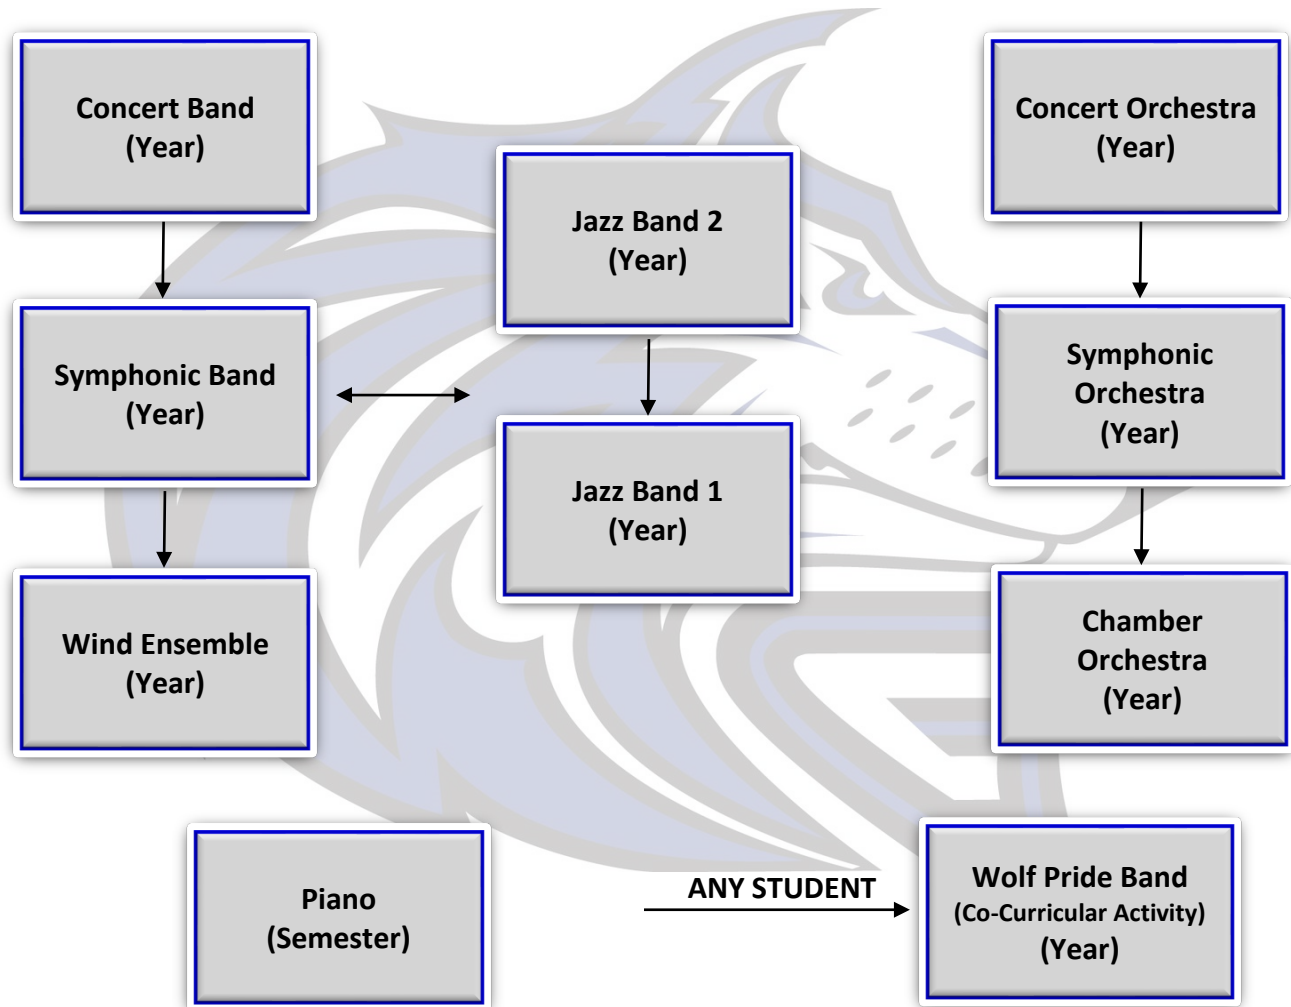 Concert Band
(Year)
Concert Orchestra
(Year)
Jazz Band 2
(Year)
Symphonic Band
(Year)
Symphonic
Orchestra
(Year)
Jazz Band 1
(Year)
Wind Ensemble
(Year)
Chamber
Orchestra
(Year)
Piano
(Semester)
ANY STUDENT
Wolf Pride Band
(Co-Curricular Activity)
(Year)